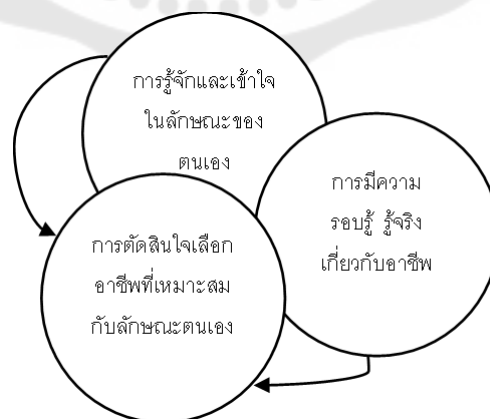 การรู้จักและเข้าใจ
ในลักษณะของ
ตนเอง
การมีความ
รอบรู้ รู้จริง
เกี่ยวกับอาชีพ
การตัดสินใจเลือก
อาชีพที่เหมาะสม
กับลักษณะตนเอง